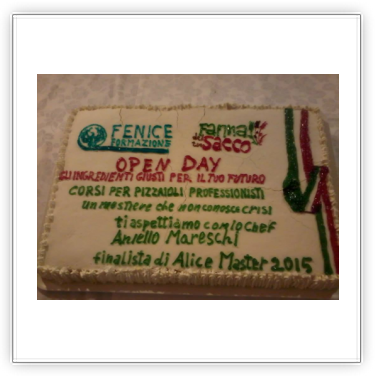 FENICE
FORMAZIONE
Farina
Sacco
OPEN DAY
GLI INGREDIENTI GIUSTI PER IL TUO FUTURO
CORSI PER PIZZAIOLI PROFESSIONISTI
un mestiere che non conosce crisi
ti aspettiamo con lo CHEF
Aniello Mareschi
finalista di Alice Master 2015